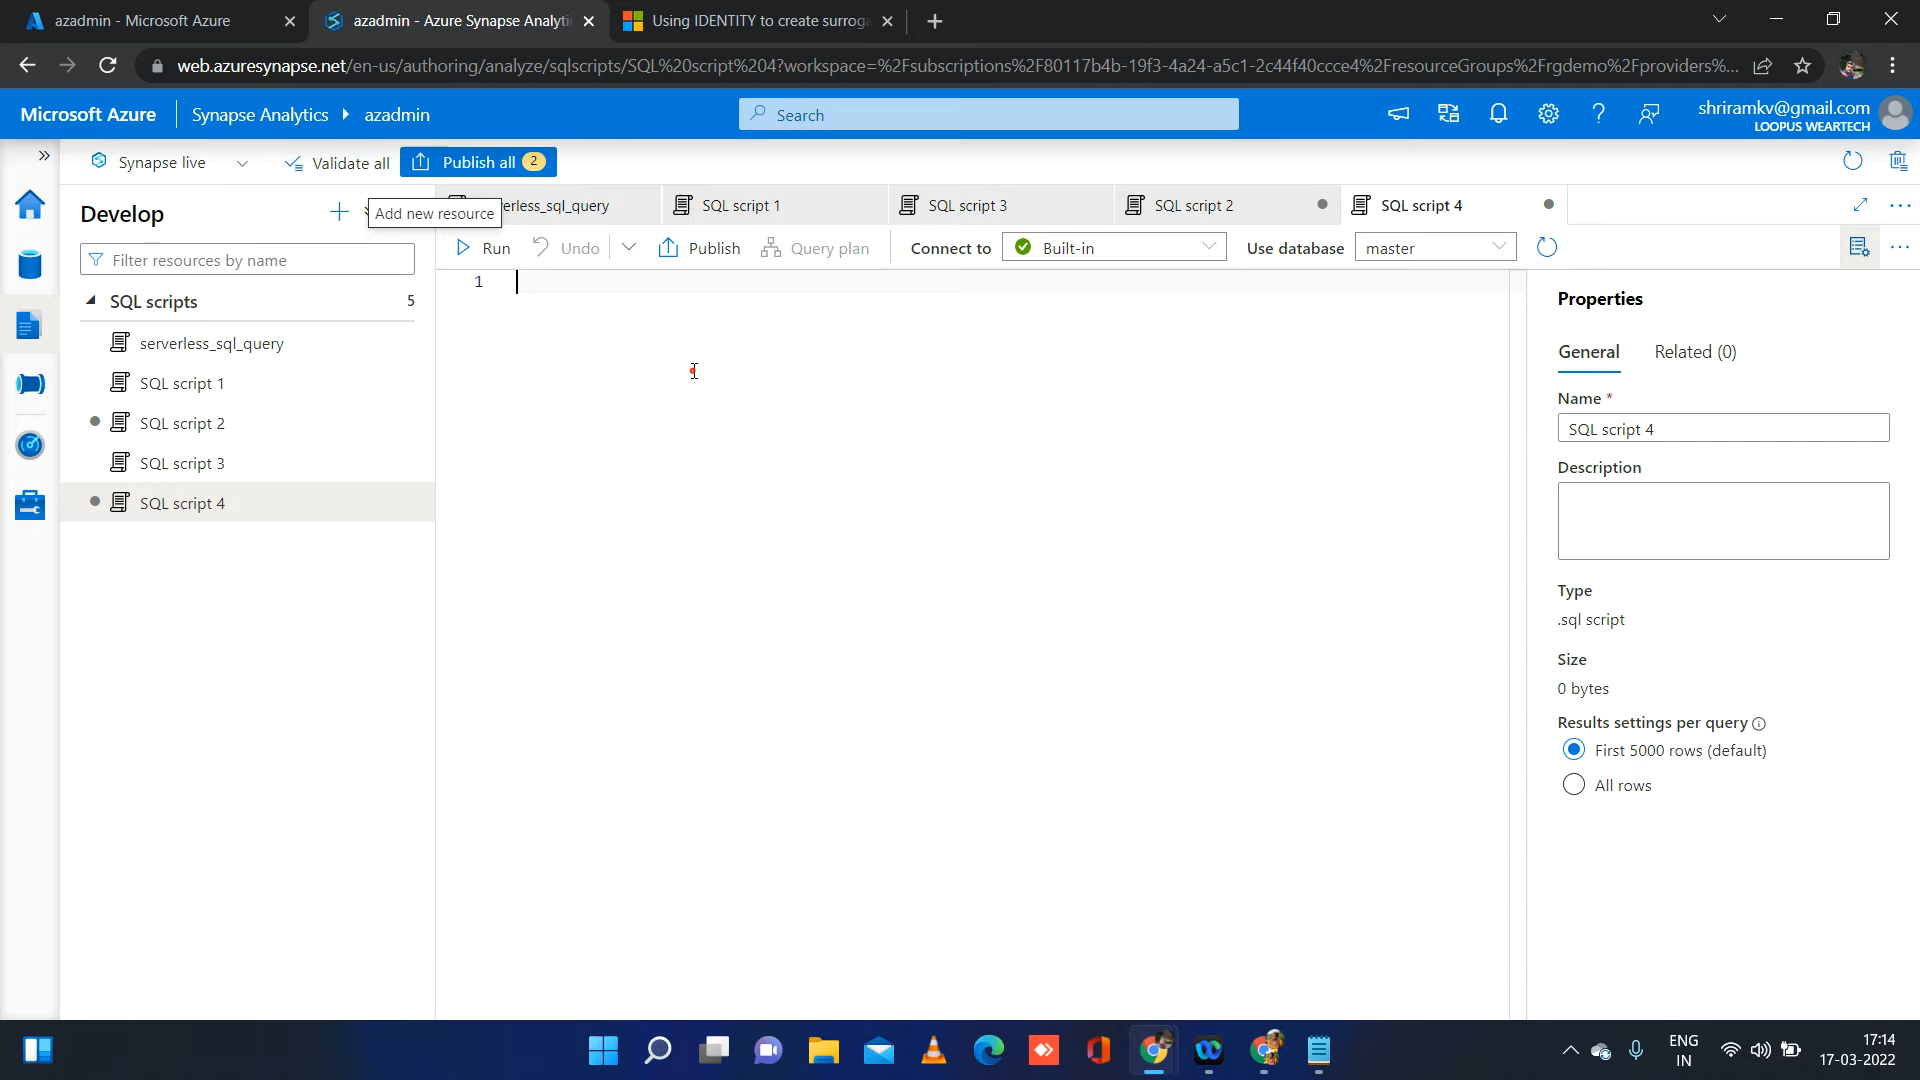 azadmin - Microsoft Azure
azadmin - Azure Synapse Analyti
Using IDENTITY to create surroga
web.azuresynapse.net/en-us/authoring/analyze/sqlscripts/SQL%20script%204?workspace=%2Fsubscriptions%2F80117b4b-19f3-4a24-a5c1-2c44f40ccce4%2FresourceGroups%2Frgdemo%2Fproviders%...
Microsoft Azure
Synapse Analytics
azadmin
Search
shriramkv@gmail.com
LOOPUS WEARTECH
Synapse live
Validate all
Publish all 2
Develop
Add new resource
erless_sql_query
SQL script 1
SQL script 3
SQL script 2
SQL script 4
Run
Undo
Publish
Query plan
Connect to
Built-in
Use database
master
Filter resources by name
SQL scripts 5
serverless_sql_query
SQL script 1
SQL script 2
SQL script 3
SQL script 4
1
Properties
General
Related (0)
Name *
SQL script 4
Description
Type
.sql script
Size
0 bytes
Results settings per query
First 5000 rows (default)
All rows
ENG
IN
17:14
17-03-2022